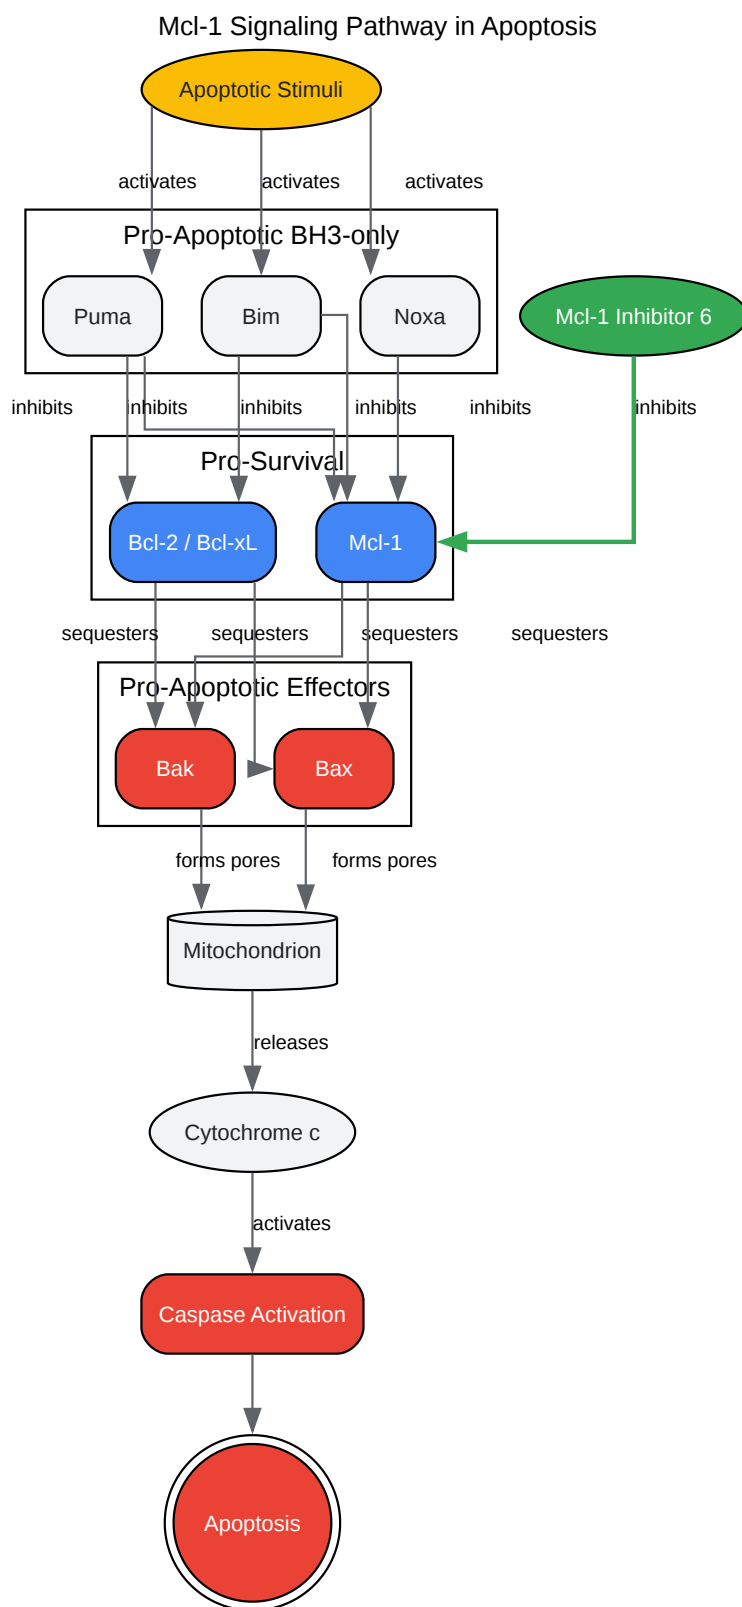 Mcl-1 Signaling Pathway in Apoptosis
Apoptotic Stimuli
activates
activates
activates
Pro-Apoptotic BH3-only
Puma
Bim
Noxa
Mcl-1 Inhibitor 6
inhibits
inhibits
inhibits
inhibits
inhibits
inhibits
Pro-Survival
Bcl-2 / Bcl-xL
Mcl-1
sequesters
sequesters
sequesters
sequesters
Pro-Apoptotic Effectors
Bak
Bax
forms pores
forms pores
Mitochondrion
releases
Cytochrome c
activates
Caspase Activation
Apoptosis